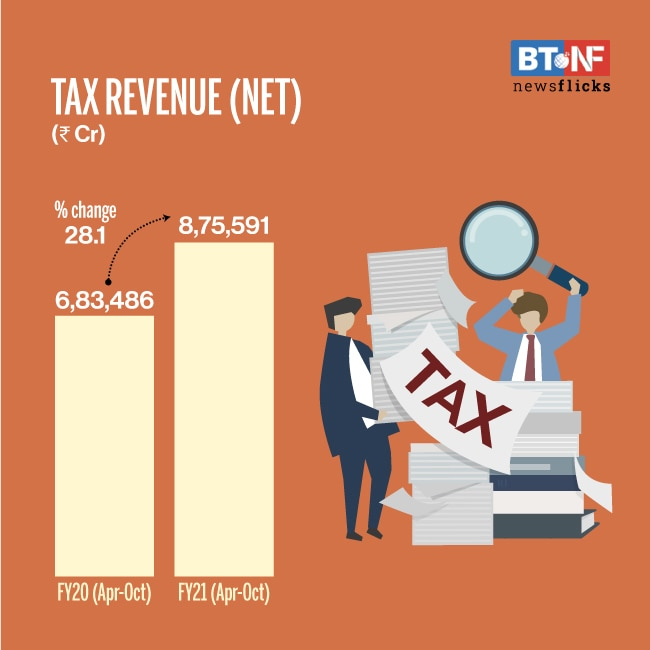 BT NF
newsflicks
TAX REVENUE (NET)
(₹ Cr)
% change
28.1
8,75,591
6,83,486
TAX
FY20 (Apr-Oct)
FY21 (Apr-Oct)